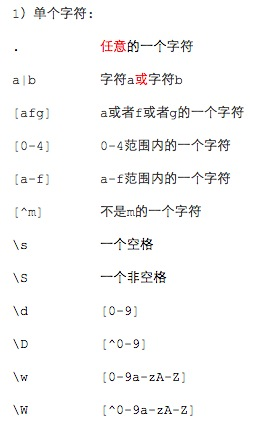 1）单个字符:
. 任意的一个字符
a|b 字符a或字符b
[afg] a或者f或者g的一个字符
[0-4] 0-4范围内的一个字符
[a-f] a-f范围内的一个字符
[^m] 不是m的一个字符
\s 一个空格
\S 一个非空格
\d [0-9]
\D [^0-9]
\w [0-9a-zA-Z]
\W [^0-9a-zA-Z]